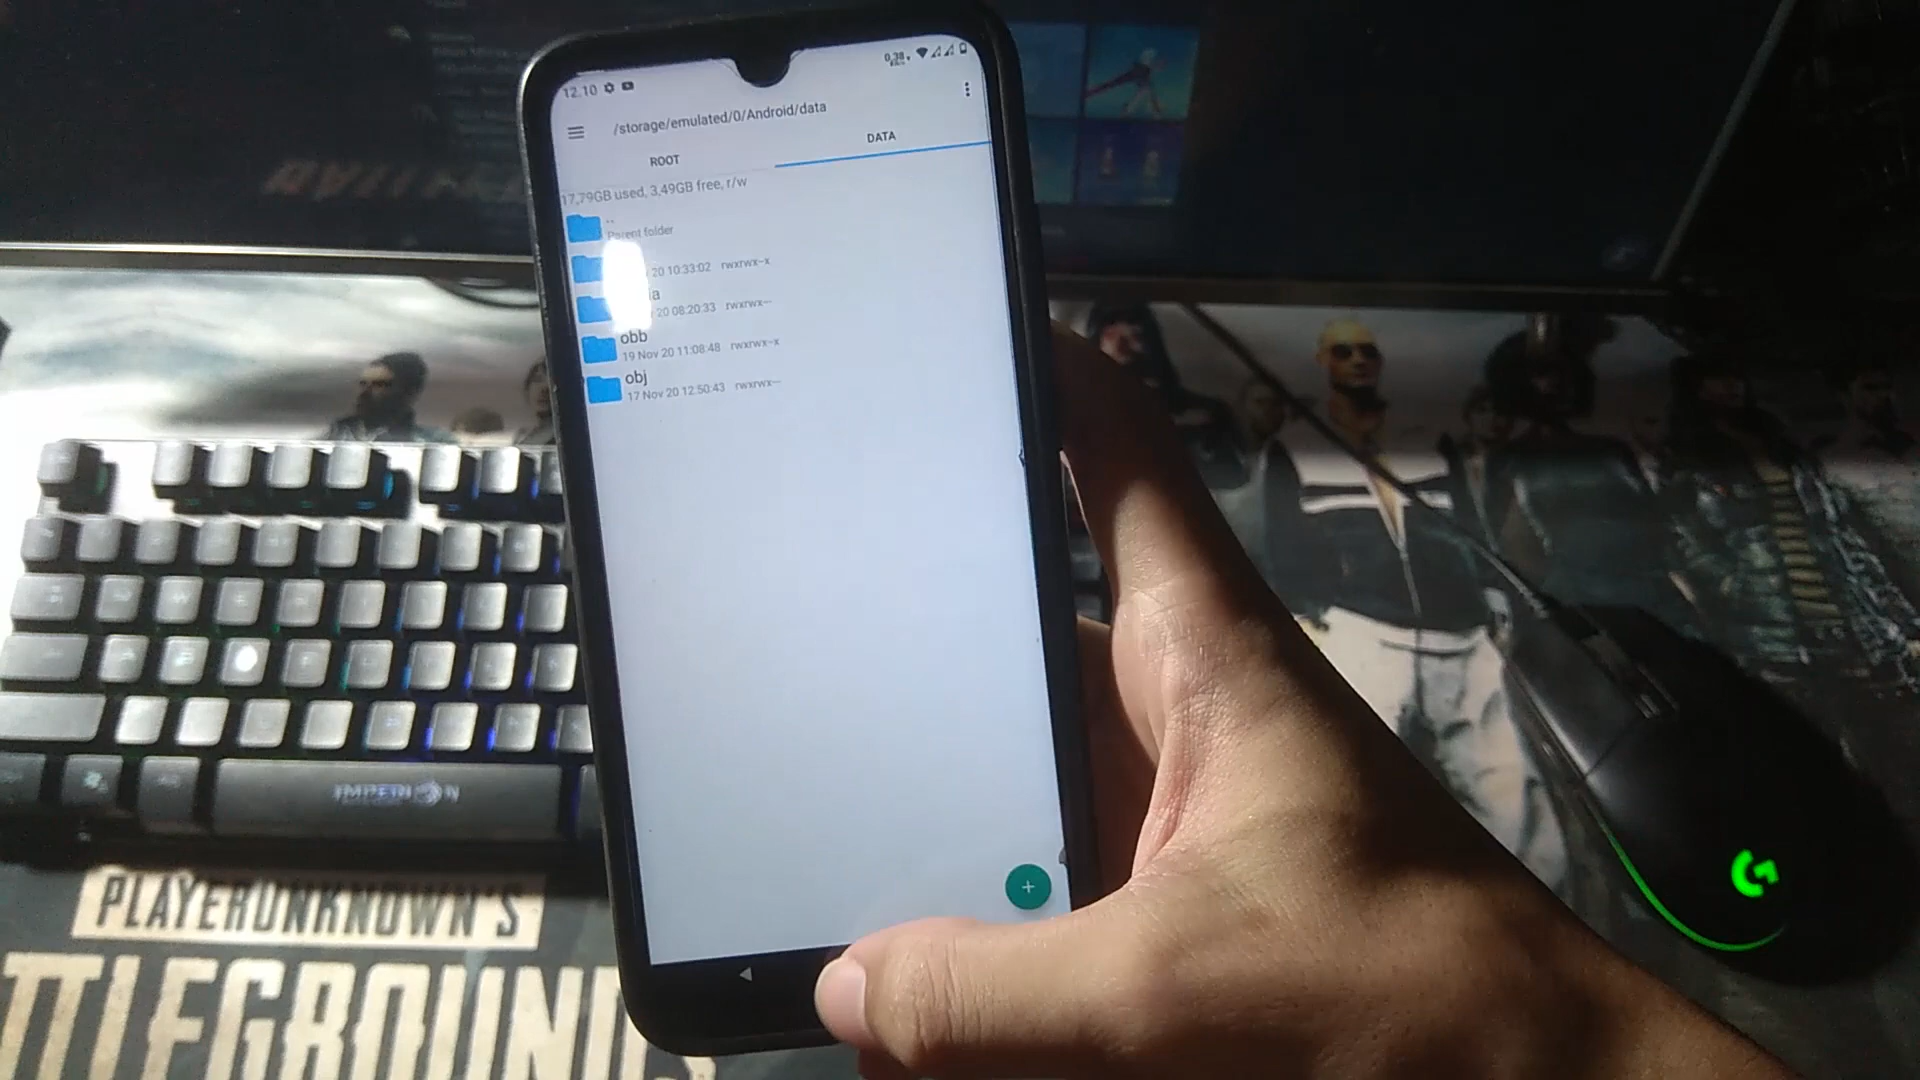 12.10
0,38
/storage/emulated/0/Android/data
ROOT
DATA
17,79GB used, 3,49GB free, r/w
..
Parent folder
20 10:33:02 rwxrwx--x
ia
20 08:20:33 rwxrwx---
obb
19 Nov 20 11:08:48 rwxrwx--x
obj
17 Nov 20 12:50:43 rwxrwx---
IMPERION
PLAYERUNKNOWN'S
TTLEGROUND
G